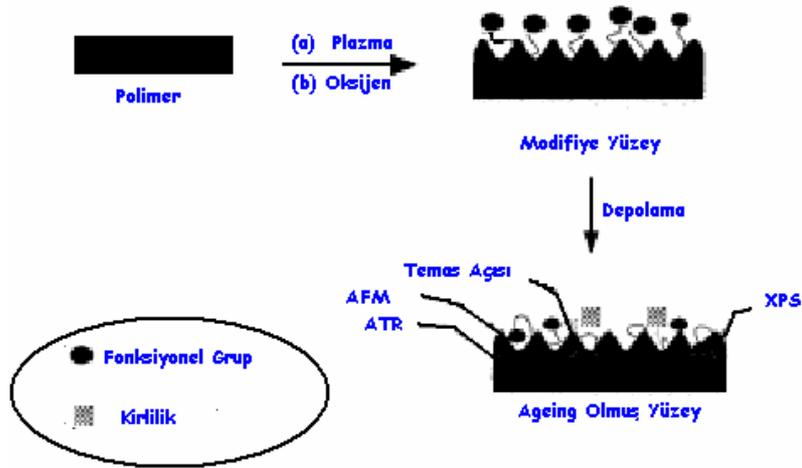 (a) Plazma
(b) Oksijen
Polimer
Modifiye Yüzey
Depolama
Temas Açısı
AFM
ATR
XPS
Fonksiyonel Grup
Kirlilik
Ageing Olmuş Yüzey